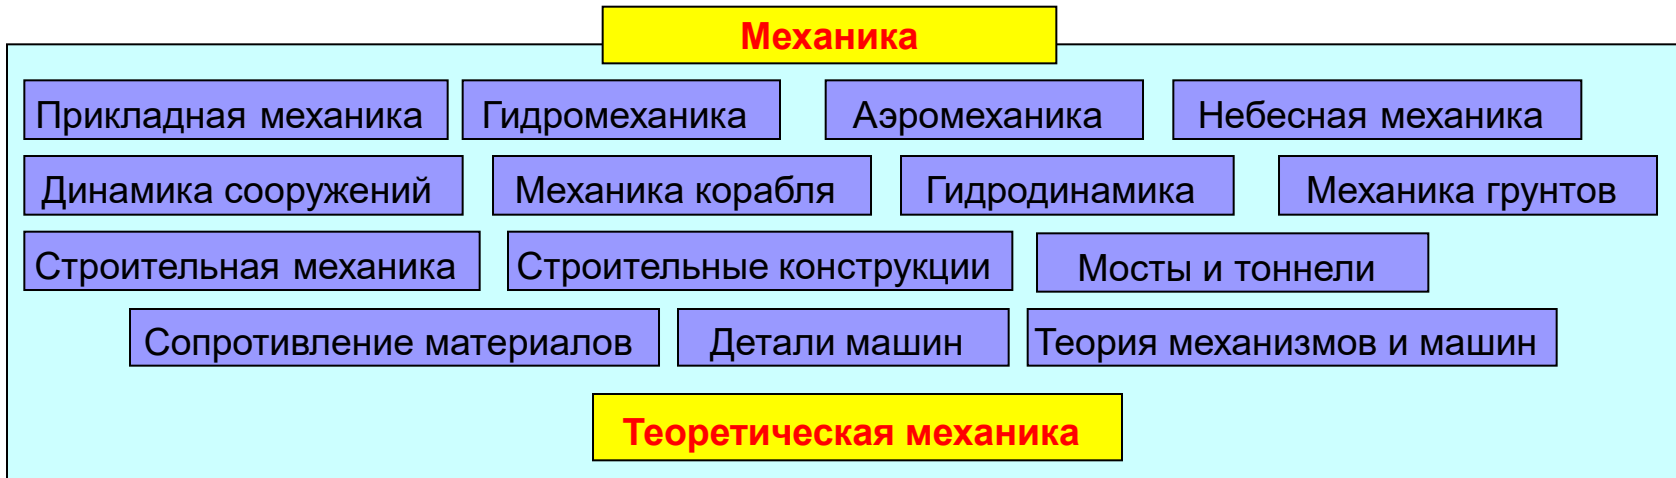 Механика
Прикладная механика Гидромеханика Аэромеханика Небесная механика
Динамика сооружений Механика корабля Гидродинамика Механика грунтов
Строительная механика Строительные конструкции Мосты и тоннели
Сопротивление материалов Детали машин Теория механизмов и машин
Теоретическая механика